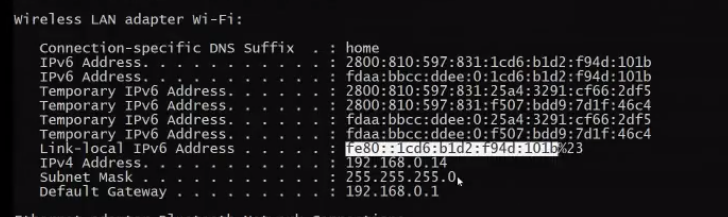 Wireless LAN adapter Wi-Fi:
Connection-specific DNS Suffix . : home
IPv6 Address. . . . . . . . . . . : 2800:810:597:831:1cd6:b1d2:f94d:101b
IPv6 Address. . . . . . . . . . . : fdaa:bbcc:ddee:0:1cd6:b1d2:f94d:101b
Temporary IPv6 Address. . . . . . : 2800:810:597:831:25a4:3291:cf66:2df5
Temporary IPv6 Address. . . . . . : 2800:810:597:831:f507:bdd9:7d1f:46c4
Temporary IPv6 Address. . . . . . : fdaa:bbcc:ddee:0:25a4:3291:cf66:2df5
Temporary IPv6 Address. . . . . . : fdaa:bbcc:ddee:0:f507:bdd9:7d1f:46c4
Link-local IPv6 Address . . . . . : fe80::1cd6:b1d2:f94d:101b%23
IPv4 Address. . . . . . . . . . . : 192.168.0.14
Subnet Mask . . . . . . . . . . . : 255.255.255.0
Default Gateway . . . . . . . . . : 192.168.0.1